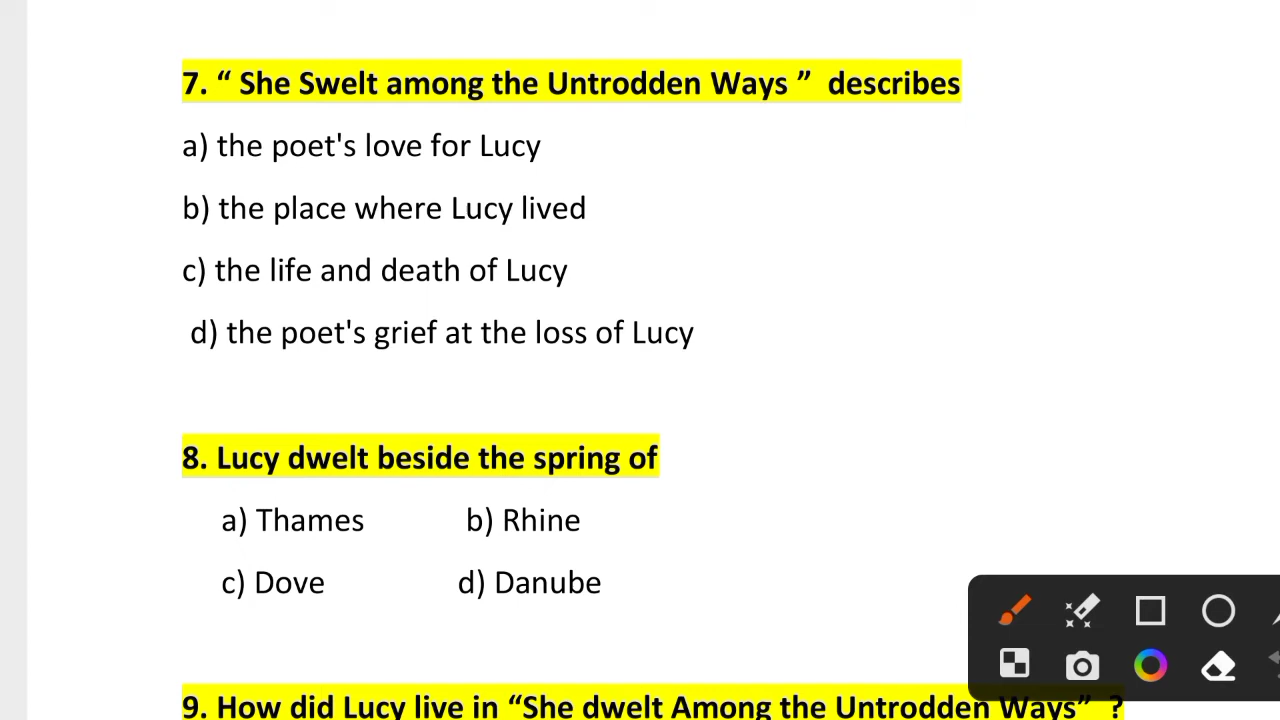 7. “ She Swelt among the Untrodden Ways ” describes
a) the poet's love for Lucy
b) the place where Lucy lived
c) the life and death of Lucy
d) the poet's grief at the loss of Lucy
8. Lucy dwelt beside the spring of
a) Thames b) Rhine
c) Dove d) Danube
9. How did Lucy live in “She dwelt Among the Untrodden Ways” ?